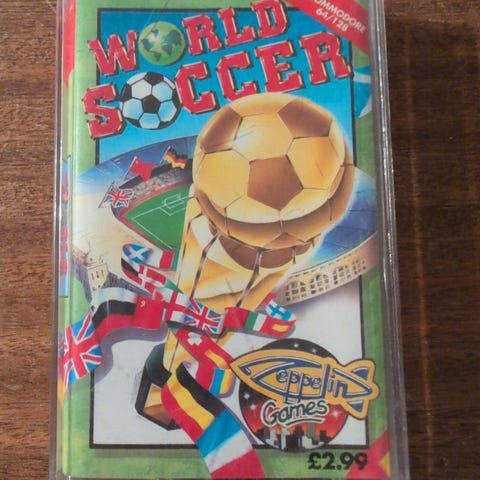 WORLD
SOCCER
COMMODORE
64/128
Zeppelin
Games
£2.99